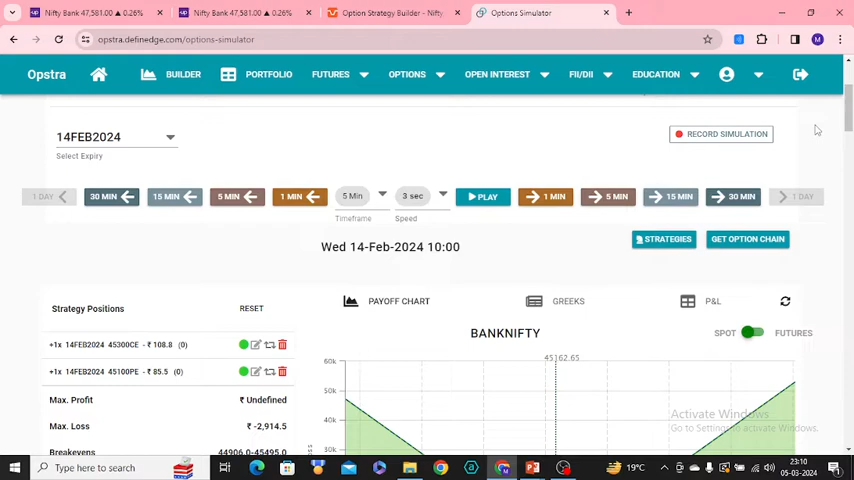 Nifty Bank 47,581.00 ▲ 0.26%
Nifty Bank 47,581.00 ▲ 0.26%
Option Strategy Builder - Nifty
Options Simulator
opstra.definedge.com/options-simulator
Opstra BUILDER PORTFOLIO FUTURES OPTIONS OPEN INTEREST FII/DII EDUCATION
14FEB2024
Select Expiry
RECORD SIMULATION
1 DAY 30 MIN 15 MIN 5 MIN 1 MIN 5 Min 3 sec PLAY 1 MIN 5 MIN 15 MIN 30 MIN 1 DAY
Timeframe Speed
Wed 14-Feb-2024 10:00
STRATEGIES GET OPTION CHAIN
Strategy Positions RESET
PAYOFF CHART GREEKS P&L
BANKNIFTY
SPOT FUTURES
+1x 14FEB2024 45300CE - ₹ 108.8 (0)
+1x 14FEB2024 45100PE - ₹ 85.5 (0)
Max. Profit ₹ Undefined
Max. Loss ₹ -2,914.5
Breakevens 44906.0-45495.0
45162.65
60k
50k
40k
30k
Activate Windows
Go to Settings to activate Windows.
Type here to search
19°C
23:10
05-03-2024